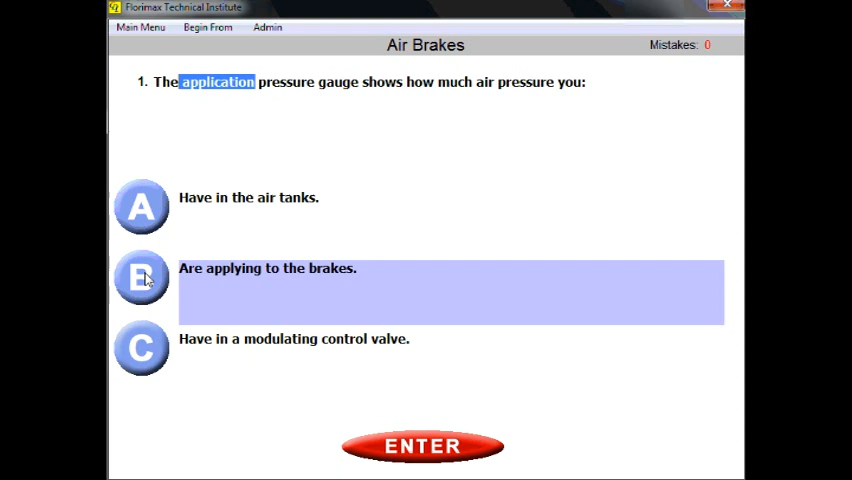 Florimax Technical Institute
Main Menu Begin From Admin
Air Brakes Mistakes: 0
1. The application pressure gauge shows how much air pressure you:
A Have in the air tanks.
B Are applying to the brakes.
C Have in a modulating control valve.
ENTER